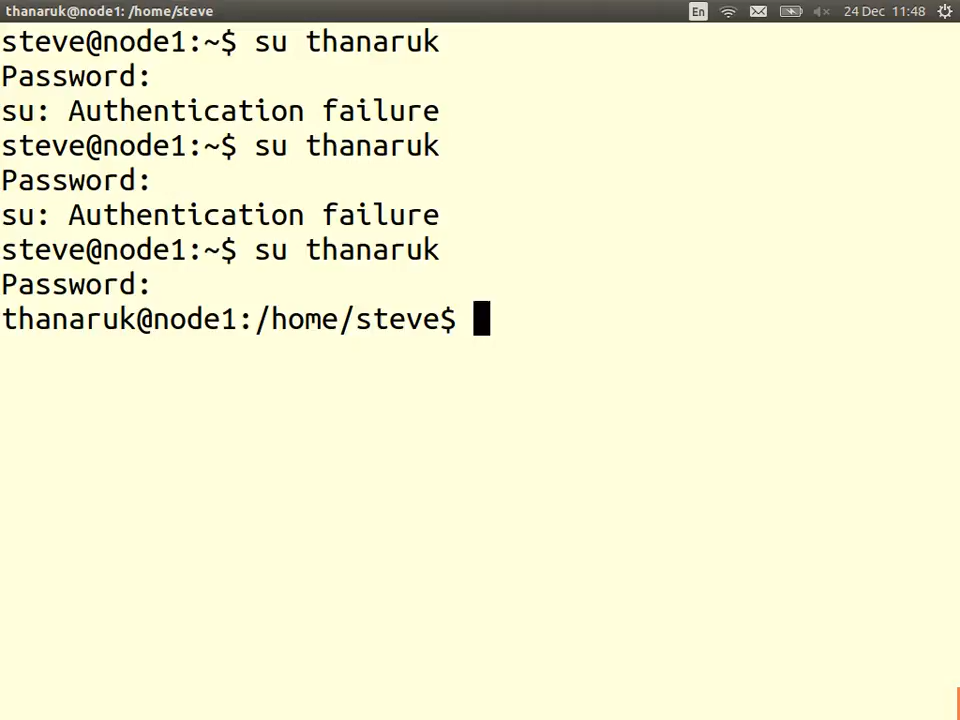 thanaruk@node1: /home/steve
En
24 Dec 11:48
steve@node1:~$ su thanaruk
Password:
su: Authentication failure
steve@node1:~$ su thanaruk
Password:
su: Authentication failure
steve@node1:~$ su thanaruk
Password:
thanaruk@node1:/home/steve$